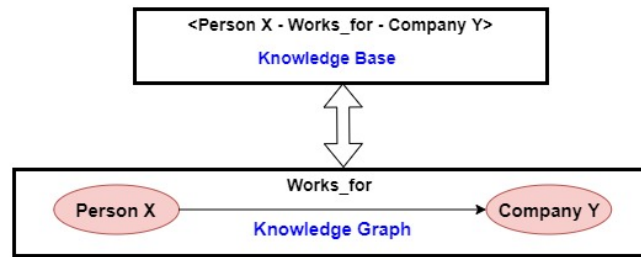 <Person X - Works_for - Company Y>
Knowledge Base
Works_for
Person X
Company Y
Knowledge Graph